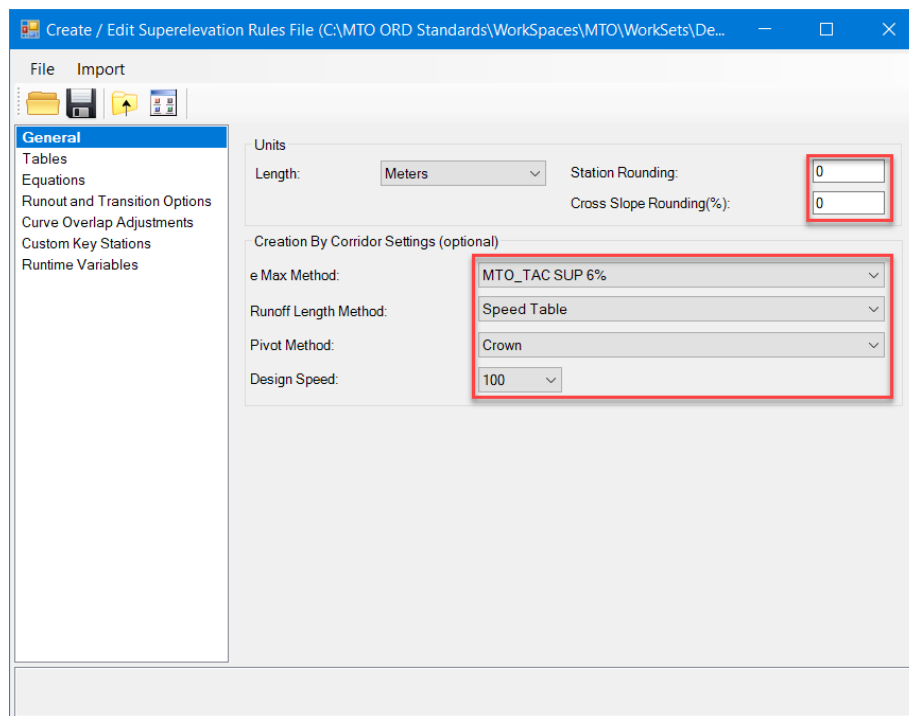 Create / Edit Superelevation Rules File (C:\MTO ORD Standards\WorkSpaces\MTO\WorkSets\De...
File Import
General
Tables
Equations
Runout and Transition Options
Curve Overlap Adjustments
Custom Key Stations
Runtime Variables
Units
Length: Meters Station Rounding: 0
Cross Slope Rounding(%): 0
Creation By Corridor Settings (optional)
e Max Method: MTO_TAC SUP 6%
Runoff Length Method: Speed Table
Pivot Method: Crown
Design Speed: 100